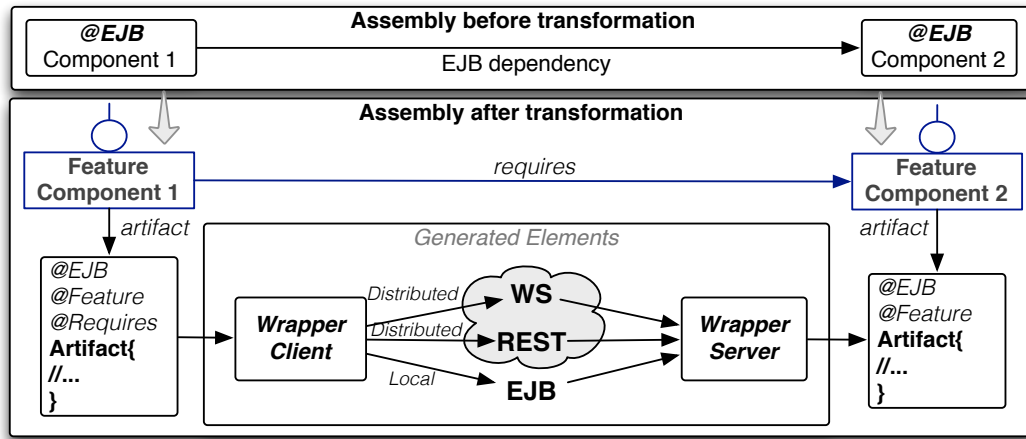 Assembly before transformation
@EJB
Component 1
EJB dependency
@EJB
Component 2
Assembly after transformation
Feature
Component 1
requires
Feature
Component 2
artifact
artifact
Generated Elements
@EJB
@Feature
@Requires
Artifact{
//...
}
Wrapper
Client
Distributed
Distributed
Local
WS
REST
EJB
Wrapper
Server
@EJB
@Feature
Artifact{
//...
}